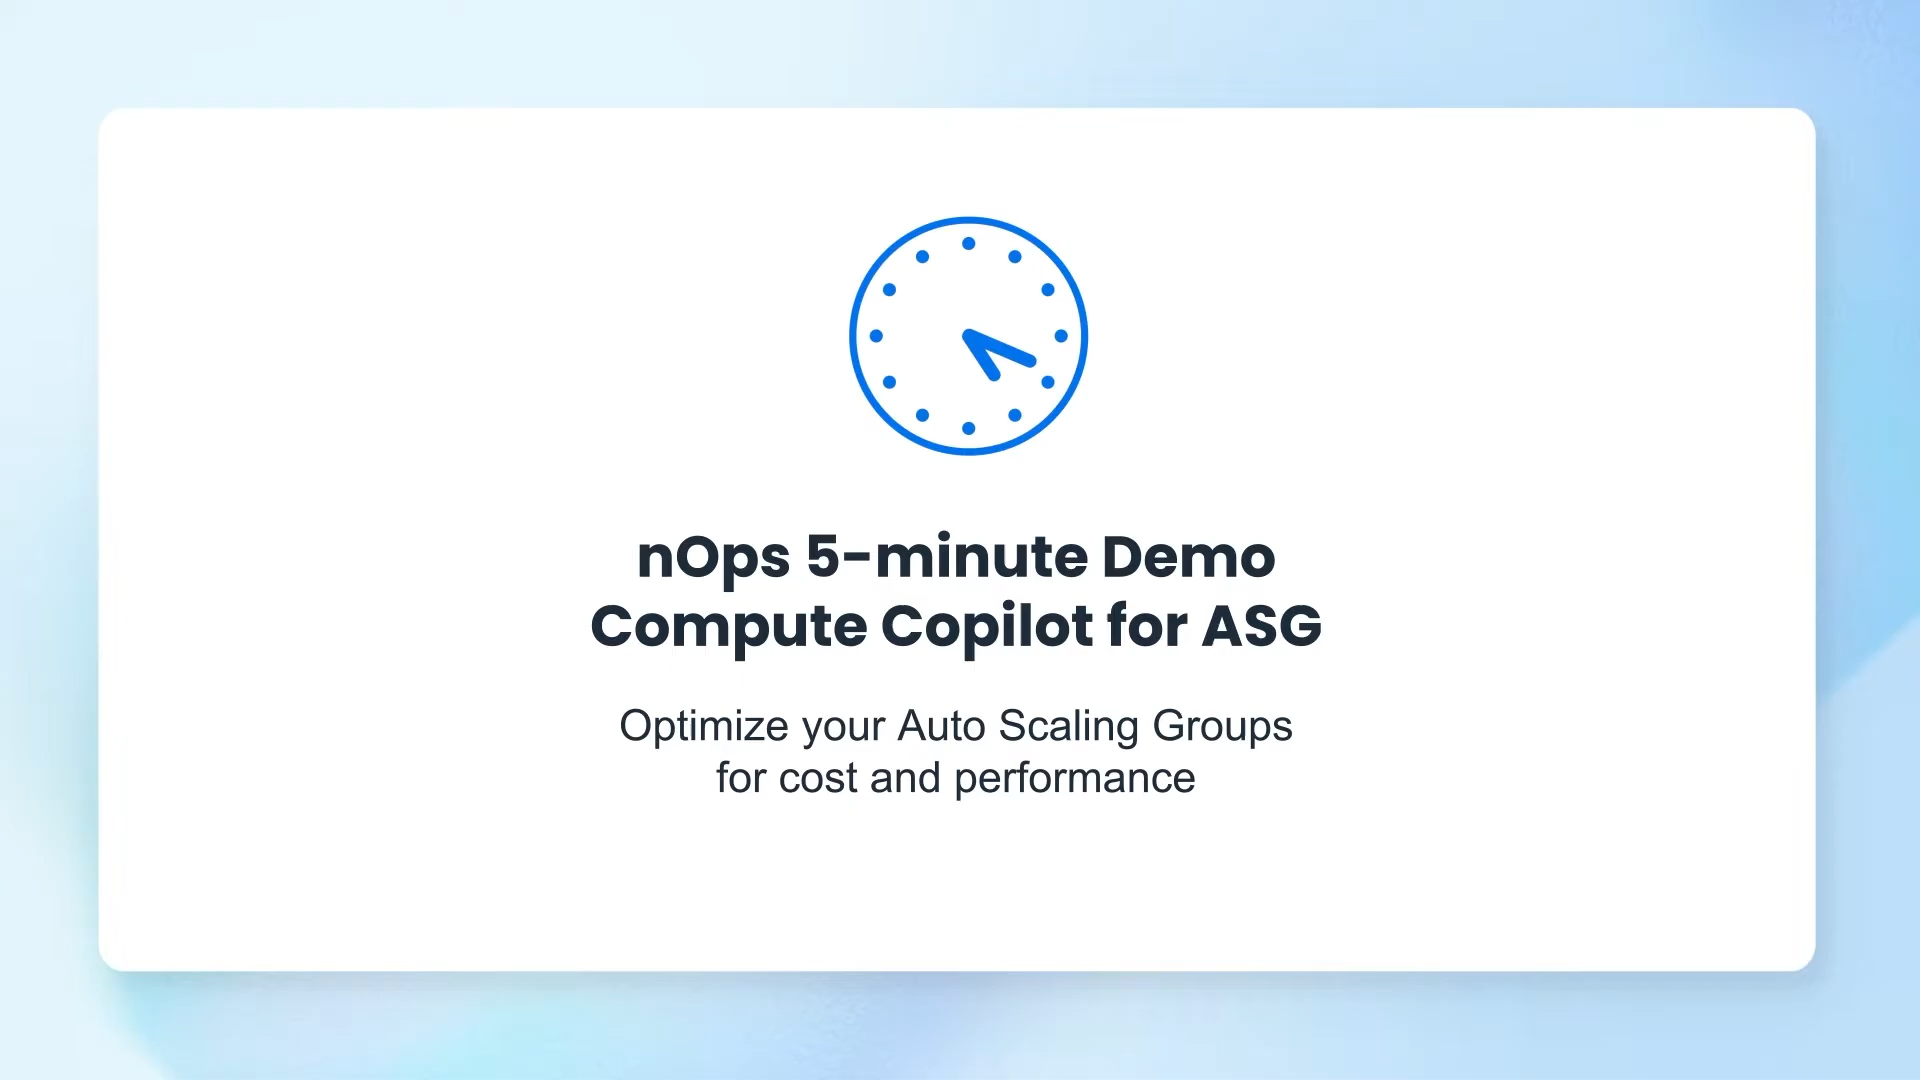 nOps 5-minute Demo
Compute Copilot for ASG
Optimize your Auto Scaling Groups
for cost and performance